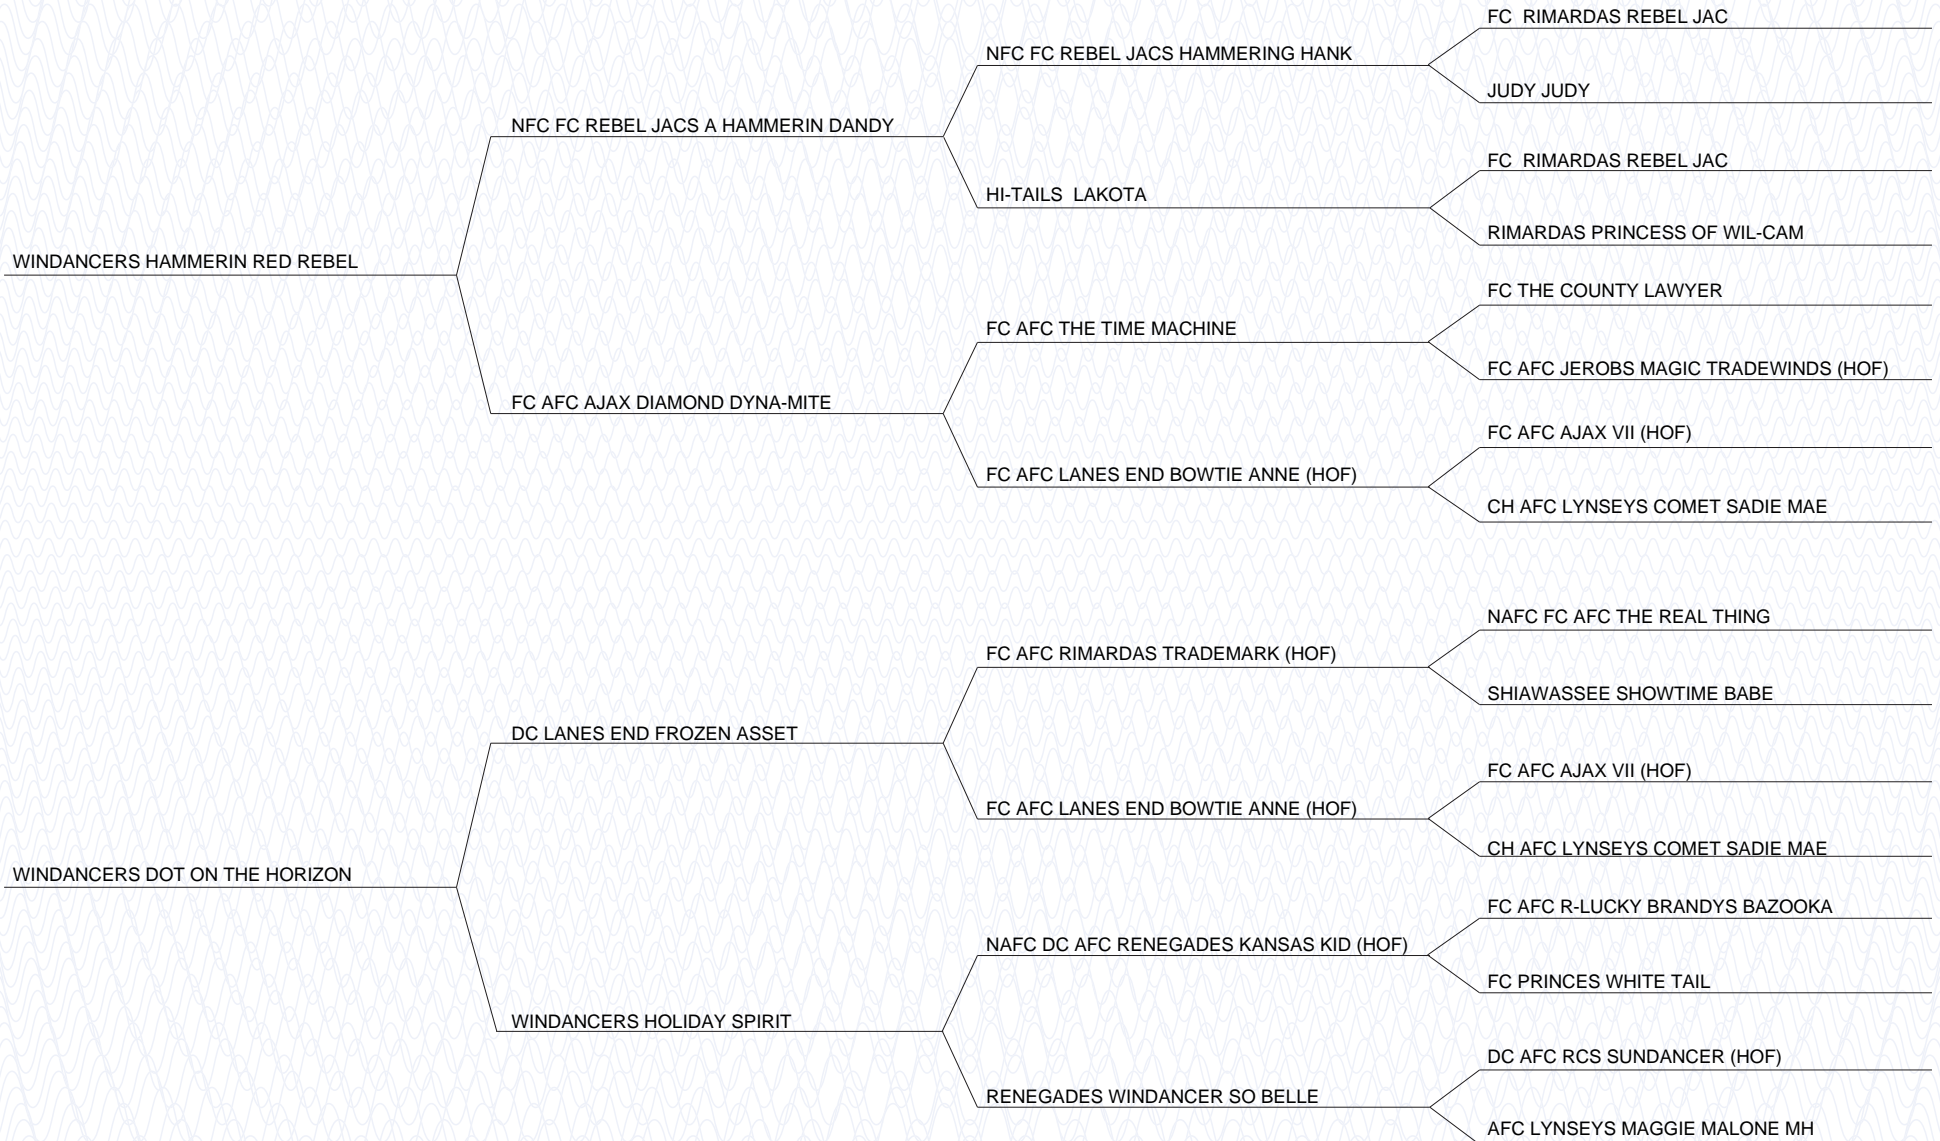 FC  RIMARDAS REBEL JAC
NFC FC REBEL JACS HAMMERING HANK
JUDY JUDY
NFC FC REBEL JACS A HAMMERIN DANDY
FC  RIMARDAS REBEL JAC
HI-TAILS  LAKOTA
RIMARDAS PRINCESS OF WIL-CAM
WINDANCERS HAMMERIN RED REBEL
FC THE COUNTY LAWYER
FC AFC THE TIME MACHINE
FC AFC JEROBS MAGIC TRADEWINDS (HOF)
FC AFC AJAX DIAMOND DYNA-MITE
FC AFC AJAX VII (HOF)
FC AFC LANES END BOWTIE ANNE (HOF)
CH AFC LYNSEYS COMET SADIE MAE
NAFC FC AFC THE REAL THING
FC AFC RIMARDAS TRADEMARK (HOF)
SHIAWASSEE SHOWTIME BABE
DC LANES END FROZEN ASSET
FC AFC AJAX VII (HOF)
FC AFC LANES END BOWTIE ANNE (HOF)
CH AFC LYNSEYS COMET SADIE MAE
WINDANCERS DOT ON THE HORIZON
FC AFC R-LUCKY BRANDYS BAZOOKA
NAFC DC AFC RENEGADES KANSAS KID (HOF)
FC PRINCES WHITE TAIL
WINDANCERS HOLIDAY SPIRIT
DC AFC RCS SUNDANCER (HOF)
RENEGADES WINDANCER SO BELLE
AFC LYNSEYS MAGGIE MALONE MH